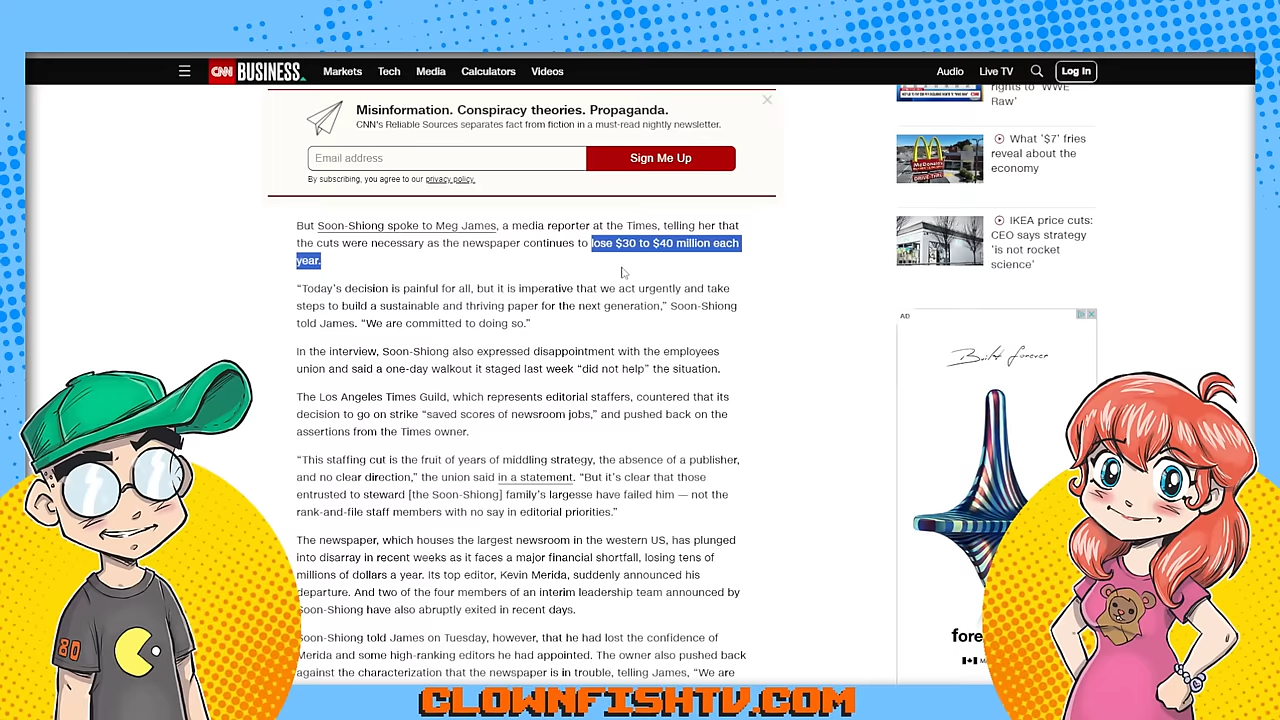 CNN BUSINESS
Markets
Tech
Media
Calculators
Videos
Audio
Live TV
Log In
Misinformation. Conspiracy theories. Propaganda.
CNN's Reliable Sources separates fact from fiction in a must-read nightly newsletter.
Email address
Sign Me Up
By subscribing, you agree to our privacy policy.
But Soon-Shiong spoke to Meg James, a media reporter at the Times, telling her that
the cuts were necessary as the newspaper continues to lose $30 to $40 million each
year.
“Today’s decision is painful for all, but it is imperative that we act urgently and take
steps to build a sustainable and thriving paper for the next generation,” Soon-Shiong
told James. “We are committed to doing so.”
In the interview, Soon-Shiong also expressed disappointment with the employees
union and said a one-day walkout it staged last week “did not help” the situation.
The Los Angeles Times Guild, which represents editorial staffers, countered that its
decision to go on strike “saved scores of newsroom jobs,” and pushed back on the
assertions from the Times owner.
“This staffing cut is the fruit of years of middling strategy, the absence of a publisher,
and no clear direction,” the union said in a statement. “But it’s clear that those
entrusted to steward [the Soon-Shiong] family’s largesse have failed him — not the
rank-and-file staff members with no say in editorial priorities.”
The newspaper, which houses the largest newsroom in the western US, has plunged
into disarray in recent weeks as it faces a major financial shortfall, losing tens of
millions of dollars a year. Its top editor, Kevin Merida, suddenly announced his
departure. And two of the four members of an interim leadership team announced by
Soon-Shiong have also abruptly exited in recent days.
Soon-Shiong told James on Tuesday, however, that he had lost the confidence of
Merida and some high-ranking editors he had appointed. The owner also pushed back
against the characterization that the newspaper is in trouble, telling James, “We are
rights to 'WWE
Raw'
What '$7' fries
reveal about the
economy
IKEA price cuts:
CEO says strategy
'is not rocket
science'
AD
Built forever
fore
80
CLOWNFISHTV.COM